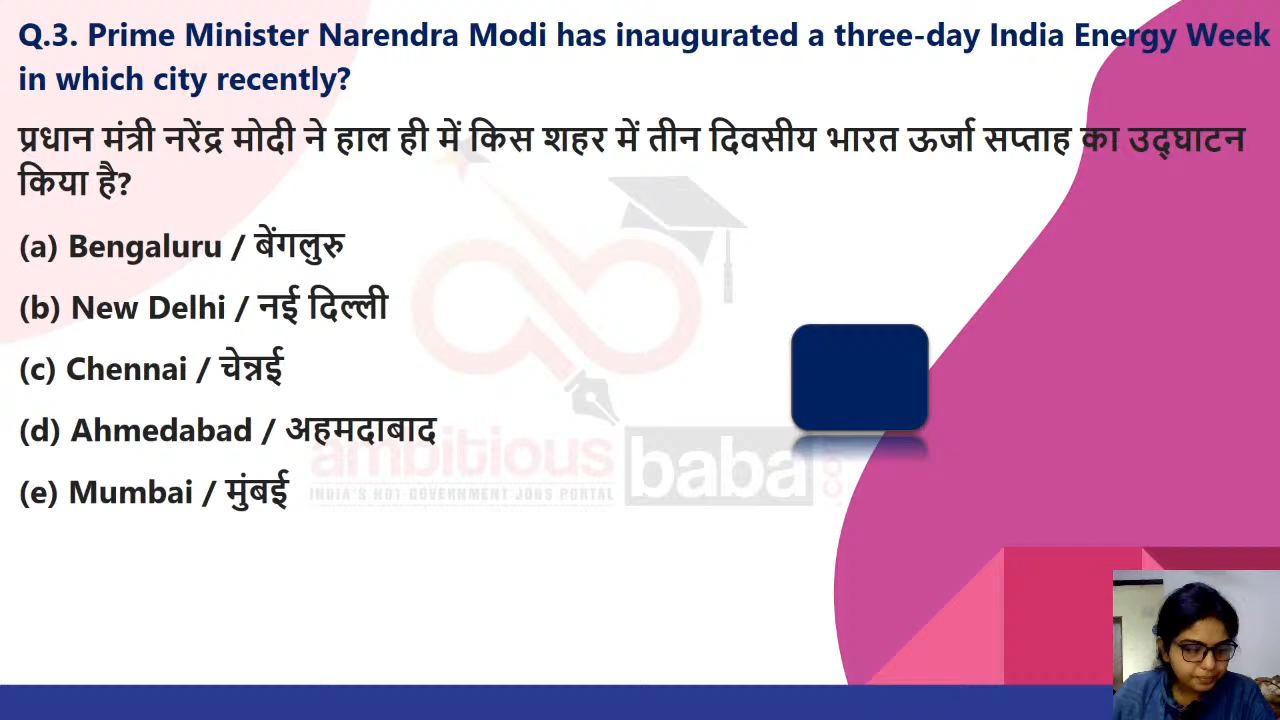 Q.3. Prime Minister Narendra Modi has inaugurated a three-day India Energy Week
in which city recently?
प्रधान मंत्री नरेंद्र मोदी ने हाल ही में किस शहर में तीन दिवसीय भारत ऊर्जा सप्ताह का उद्घाटन
किया है?
(a) Bengaluru / बेंगलुरु
(b) New Delhi / नई दिल्ली
(c) Chennai / चेन्नई
(d) Ahmedabad / अहमदाबाद
(e) Mumbai / मुंबई
ambitious baba .com
INDIA'S HOT GOVERNMENT JOBS PORTAL